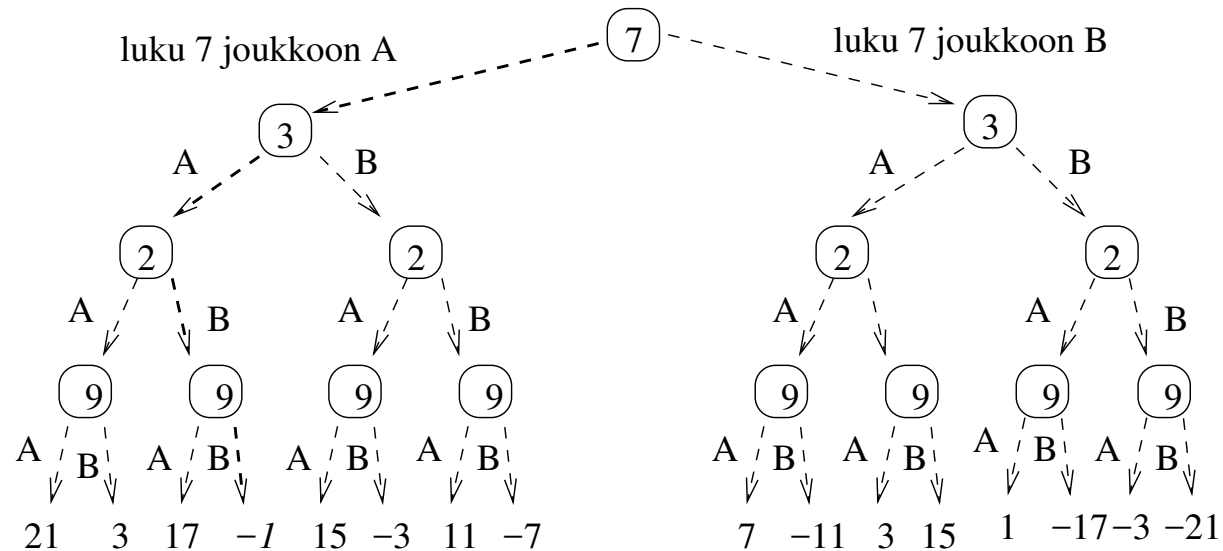 luku 7 joukkoon A 7 luku 7 joukkoon B
3 3
A B A B
2 2 2 2
A B A B A A B
9 9 9 9 9 9 9 9
A B A B A B A B A B A B A B A B
21 3 17 −1 15 −3 11 −7 7 −11 3 15 1 −17 −3 −21